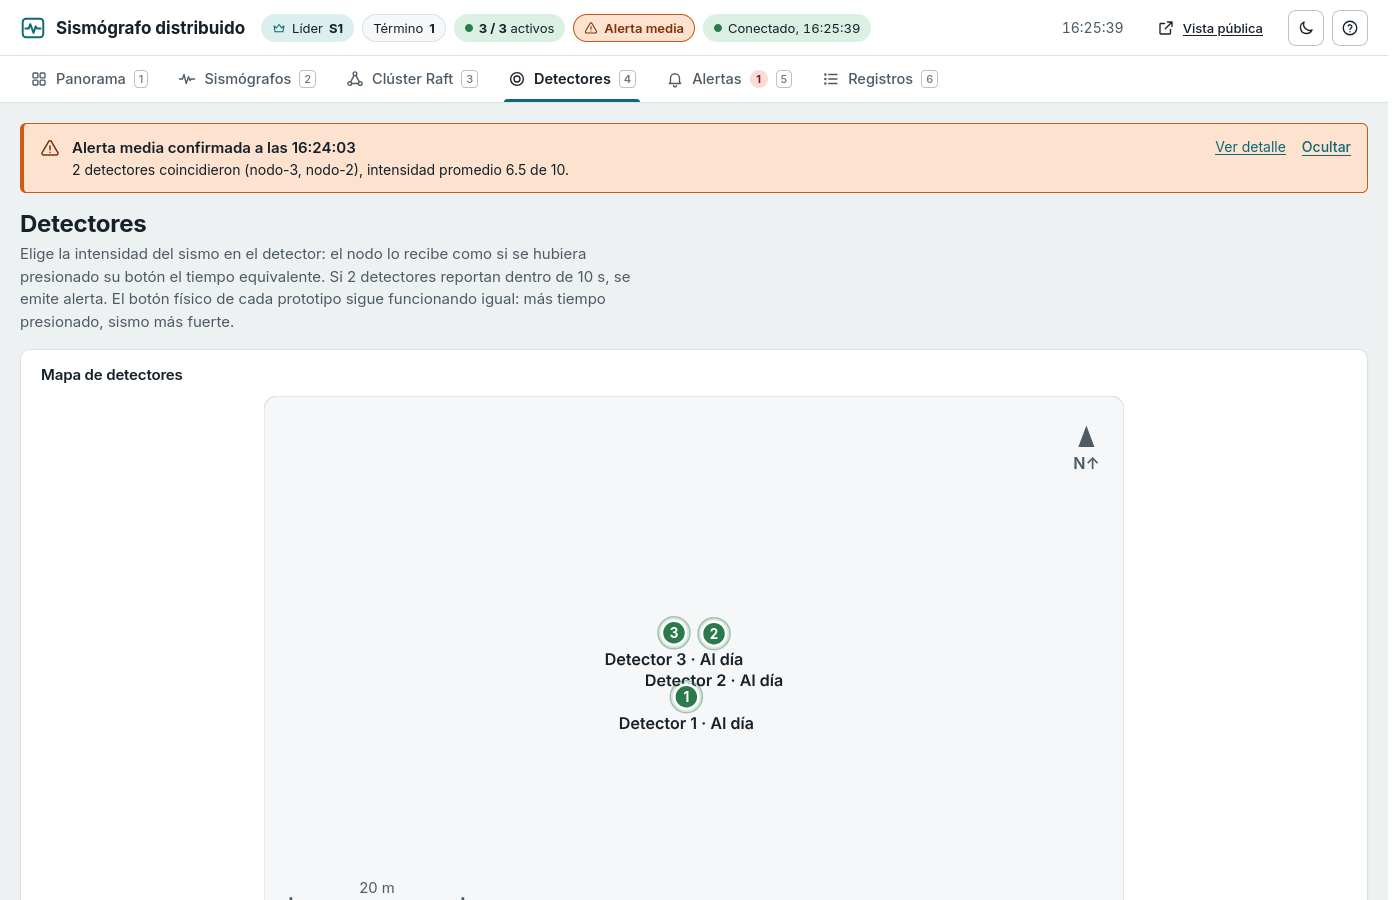 Sismógrafo distribuido
Líder S1
Término 1
3 / 3 activos
Alerta media
Conectado, 16:25:39
16:25:39
Vista pública
Panorama 1
Sismógrafos 2
Clúster Raft 3
Detectores 4
Alertas 1 5
Registros 6
Alerta media confirmada a las 16:24:03
2 detectores coincidieron (nodo-3, nodo-2), intensidad promedio 6.5 de 10.
Ver detalle
Ocultar
Detectores
Elige la intensidad del sismo en el detector: el nodo lo recibe como si se hubiera
presionado su botón el tiempo equivalente. Si 2 detectores reportan dentro de 10 s, se
emite alerta. El botón físico de cada prototipo sigue funcionando igual: más tiempo
presionado, sismo más fuerte.
Mapa de detectores
N↑
3
2
Detector 3 · Al día
Detector 2 · Al día
1
Detector 1 · Al día
20 m